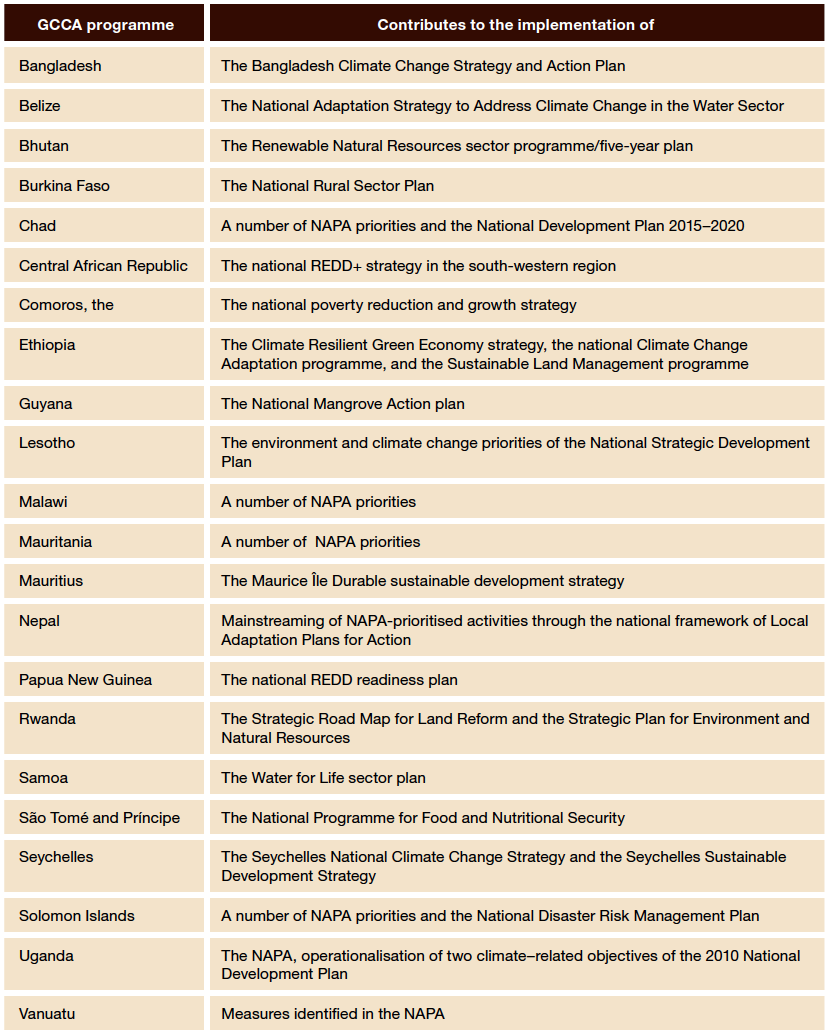 GCCA programme Contributes to the implementation of
Bangladesh The Bangladesh Climate Change Strategy and Action Plan
Belize The National Adaptation Strategy to Address Climate Change in the Water Sector
Bhutan The Renewable Natural Resources sector programme/five-year plan
Burkina Faso The National Rural Sector Plan
Chad A number of NAPA priorities and the National Development Plan 2015–2020
Central African Republic The national REDD+ strategy in the south-western region
Comoros, the The national poverty reduction and growth strategy
Ethiopia The Climate Resilient Green Economy strategy, the national Climate Change
Adaptation programme, and the Sustainable Land Management programme
Guyana The National Mangrove Action plan
Lesotho The environment and climate change priorities of the National Strategic Development
Plan
Malawi A number of NAPA priorities
Mauritania A number of NAPA priorities
Mauritius The Maurice Île Durable sustainable development strategy
Nepal Mainstreaming of NAPA-prioritised activities through the national framework of Local
Adaptation Plans for Action
Papua New Guinea The national REDD readiness plan
Rwanda The Strategic Road Map for Land Reform and the Strategic Plan for Environment and
Natural Resources
Samoa The Water for Life sector plan
São Tomé and Príncipe The National Programme for Food and Nutritional Security
Seychelles The Seychelles National Climate Change Strategy and the Seychelles Sustainable
Development Strategy
Solomon Islands A number of NAPA priorities and the National Disaster Risk Management Plan
Uganda The NAPA, operationalisation of two climate–related objectives of the 2010 National
Development Plan
Vanuatu Measures identified in the NAPA